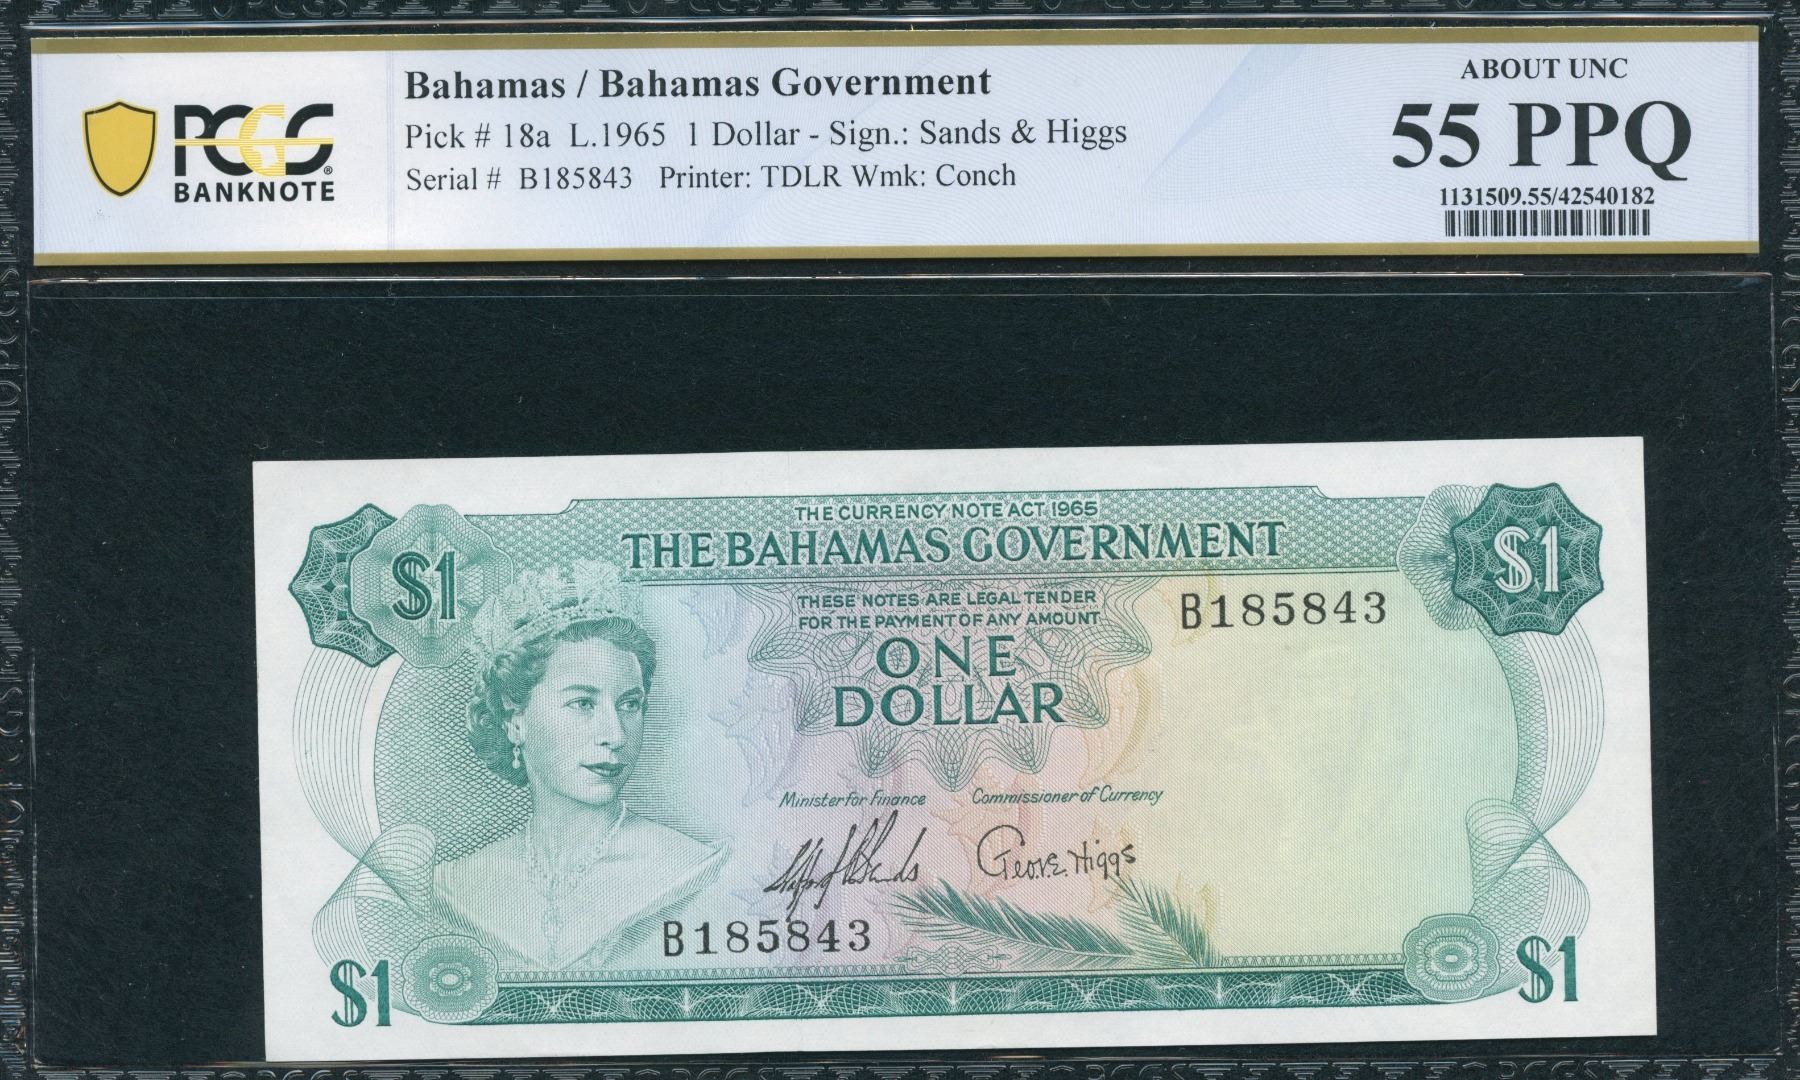 PCGS®
BANKNOTE
Bahamas / Bahamas Government
Pick # 18a L.1965 1 Dollar - Sign.: Sands & Higgs
Serial # B185843 Printer: TDLR Wmk: Conch
ABOUT UNC
55 PPQ
1131509.55/42540182
THE CURRENCY NOTE ACT 1965
THE BAHAMAS GOVERNMENT
$1
$1
THESE NOTES ARE LEGAL TENDER
FOR THE PAYMENT OF ANY AMOUNT
B185843
ONE
DOLLAR
Minister for Finance Commissioner of Currency
Geo. E. Higgs
B185843
$1
$1